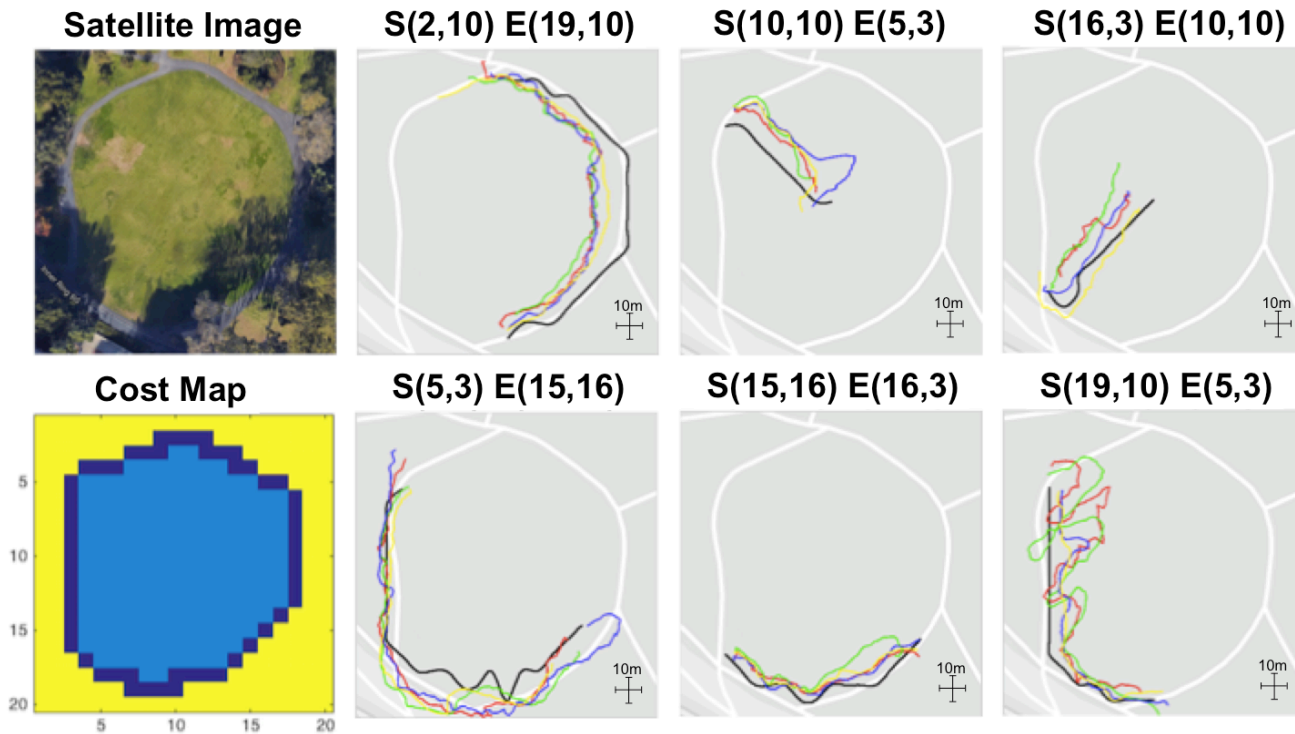 Satellite Image
S(2,10) E(19,10)
S(10,10) E(5,3)
S(16,3) E(10,10)
10m
10m
10m
Cost Map
S(5,3) E(15,16)
S(15,16) E(16,3)
S(19,10) E(5,3)
5
10
15
20
5
10
15
20
10m
10m
10m